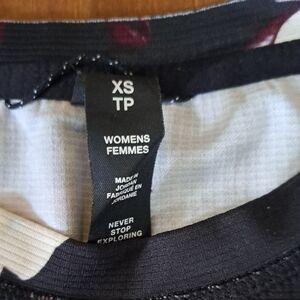 XS
TP
WOMENS
FEMMES
MADE IN
JORDAN
FABRIQUÉ EN
JORDANIE
NEVER
STOP
EXPLORING